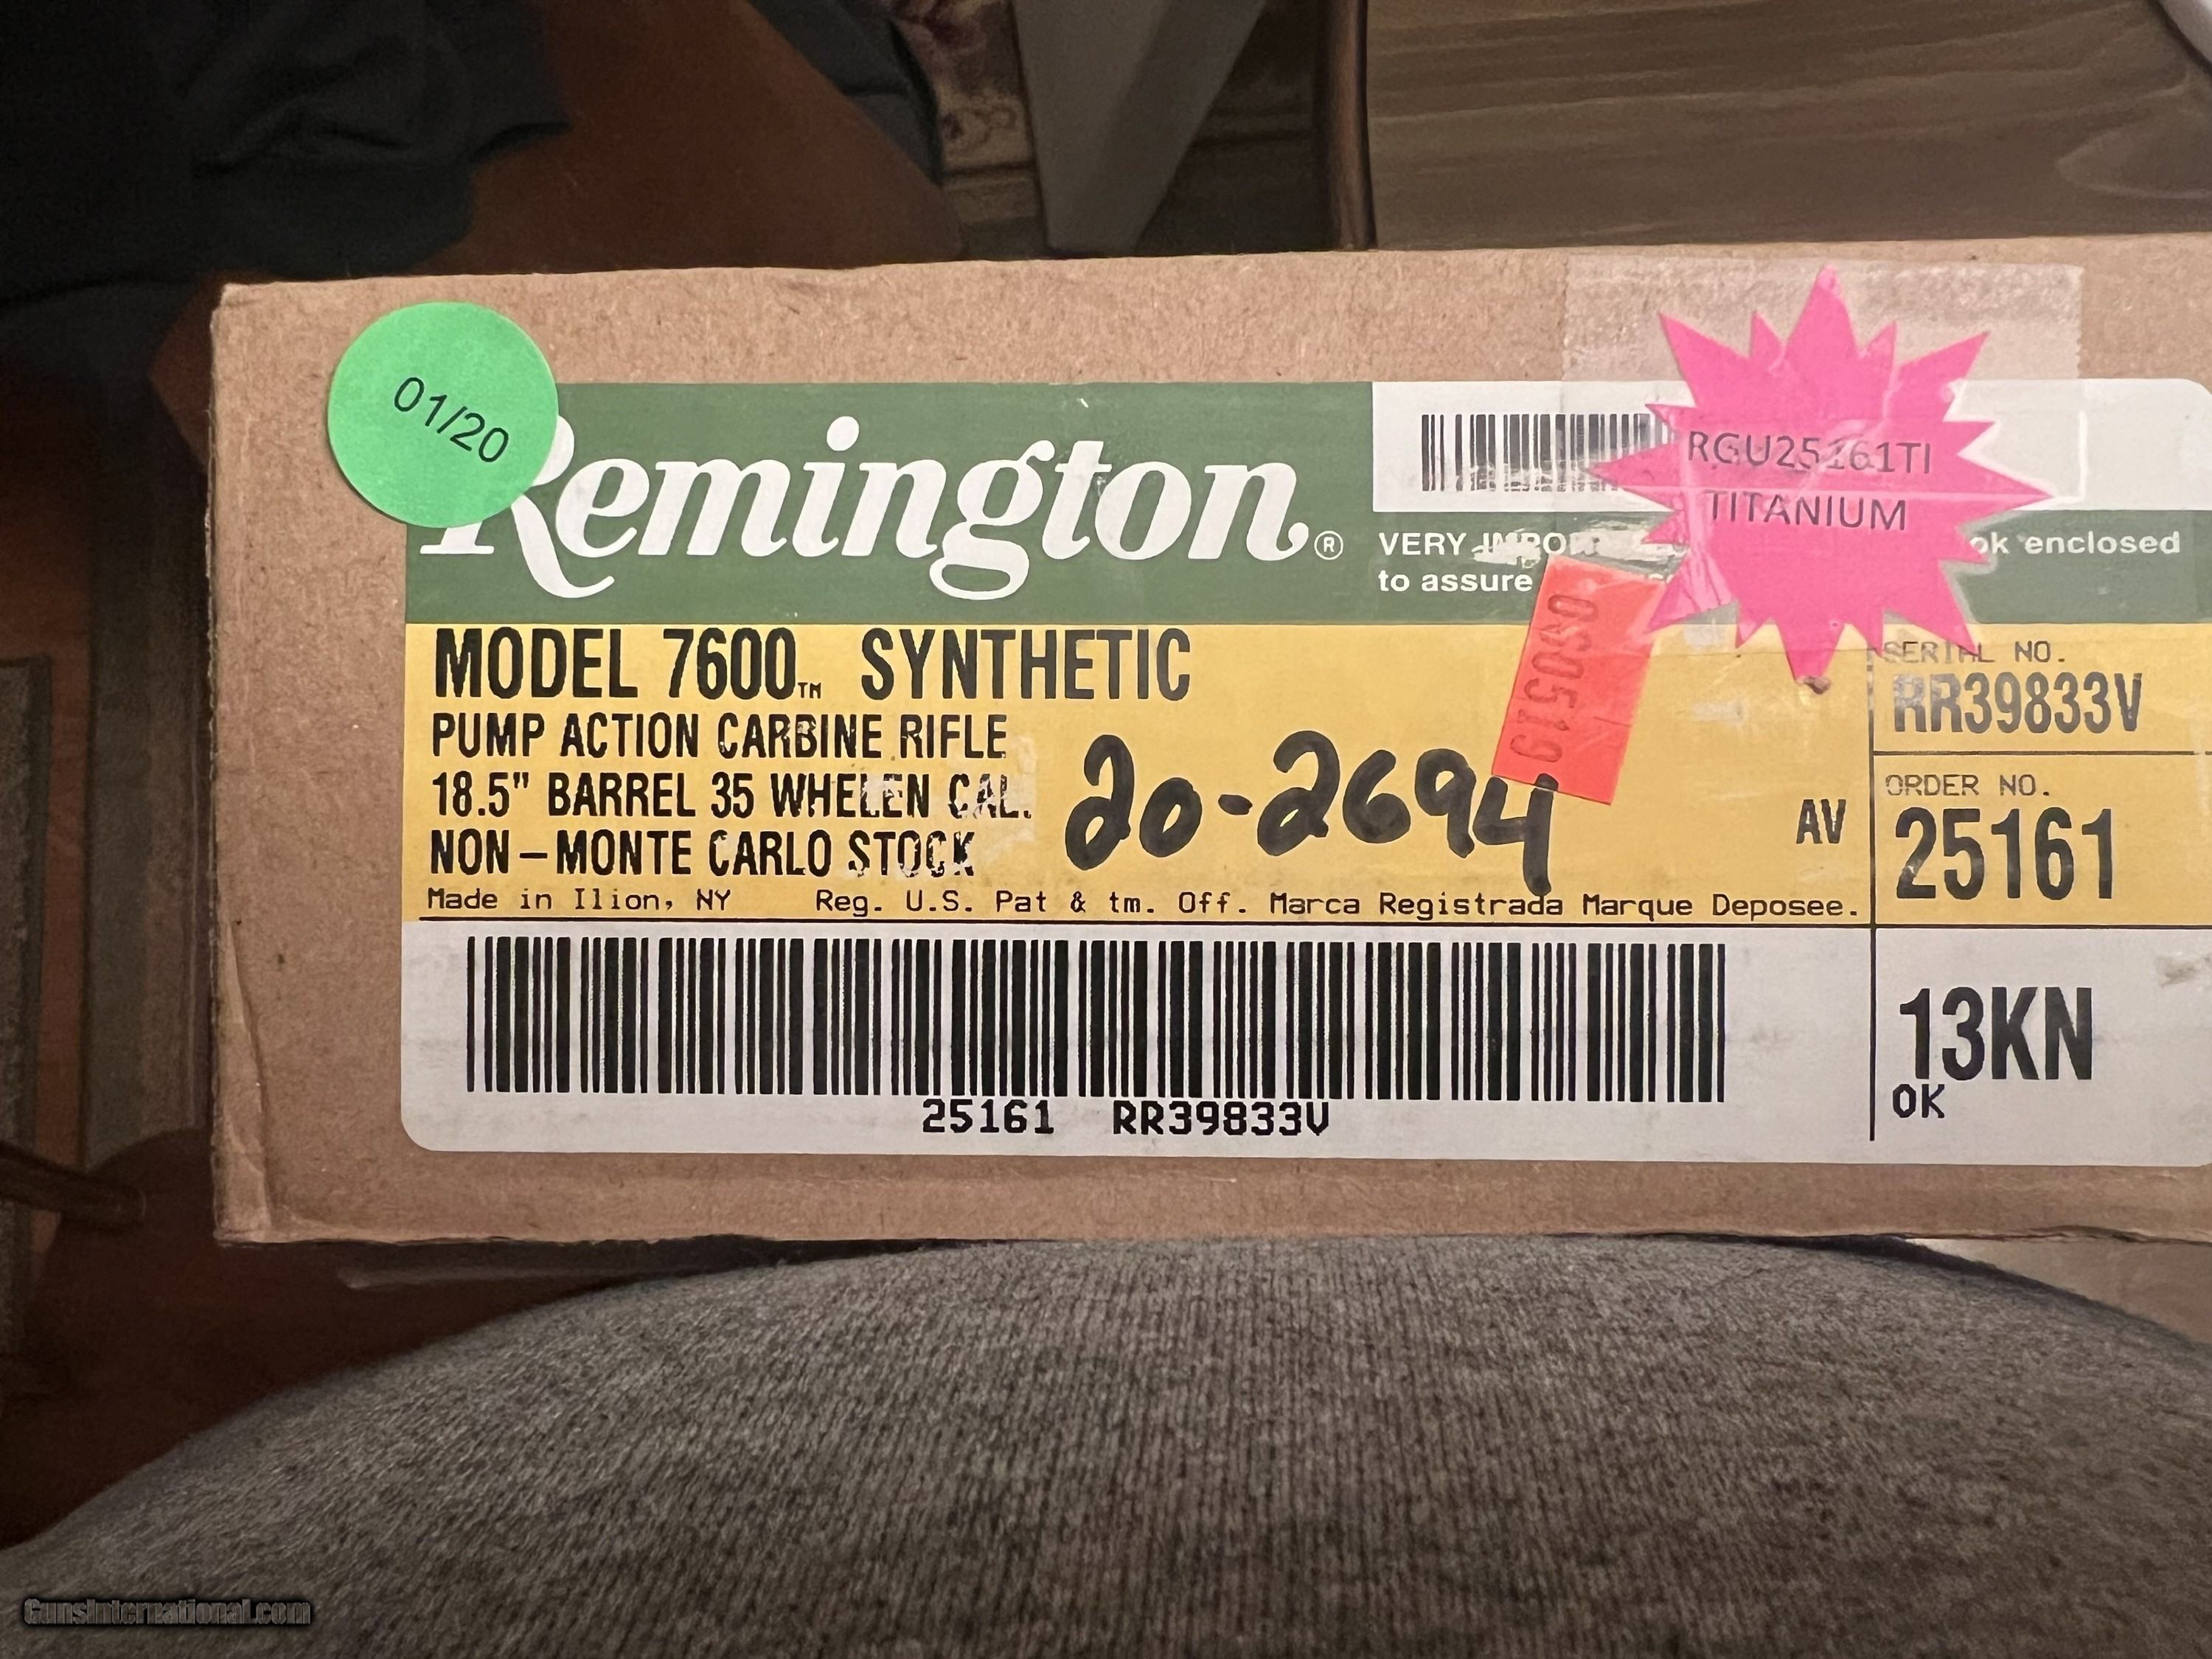 01/20
Remington®
RGU25161TI
TITANIUM
VERY
ok enclosed
to assure
MODEL 7600™ SYNTHETIC
PUMP ACTION CARBINE RIFLE
18.5" BARREL 35 WHELEN CAL.
NON-MONTE CARLO STOCK
20-2694
AV
SERIAL NO.
RR39833V
ORDER NO.
25161
Made in Ilion, NY Reg. U.S. Pat & tm. Off. Marca Registrada Marque Deposee.
13KN
OK
25161 RR39833V
GunsInternational.com